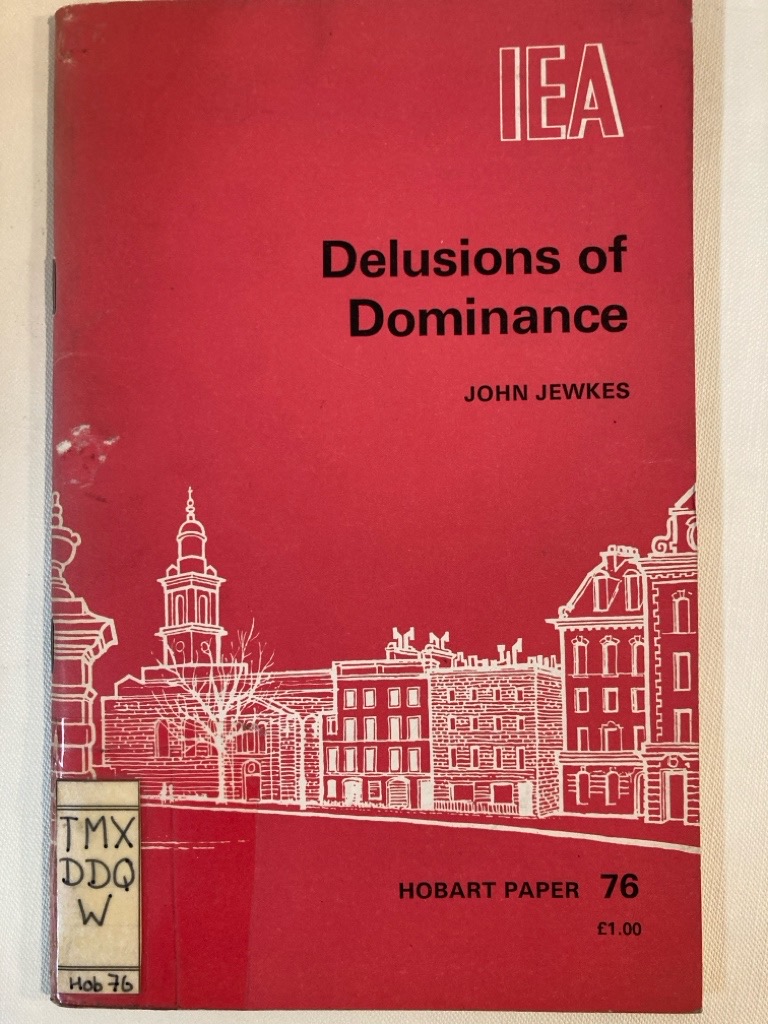 IEA
Delusions of
Dominance
JOHN JEWKES
HOBART PAPER 76
£1.00
TMX
DDQ
W
Hob 76